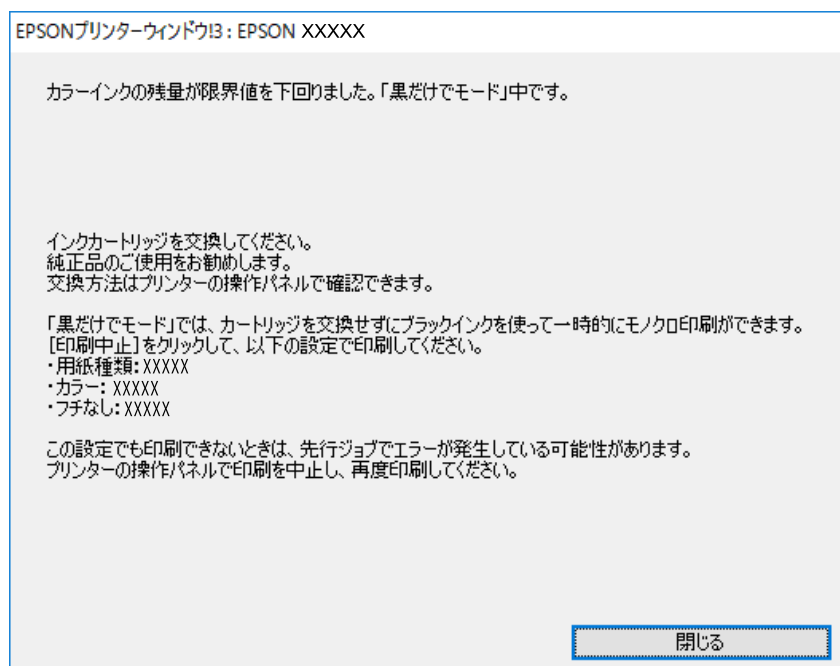 EPSONプリンターウィンドウ!3 : EPSON XXXXX
カラーインクの残量が限界値を下回りました。「黒だけでモード」中です。
インクカートリッジを交換してください。
純正品のご使用をお勧めします。
交換方法はプリンターの操作パネルで確認できます。
「黒だけでモード」では、カートリッジを交換せずにブラックインクを使って一時的にモノクロ印刷ができます。
[印刷中止]をクリックして、以下の設定で印刷してください。
・用紙種類: XXXXX
・カラー: XXXXX
・フチなし: XXXXX
この設定でも印刷できないときは、先行ジョブでエラーが発生している可能性があります。
プリンターの操作パネルで印刷を中止し、再度印刷してください。
閉じる